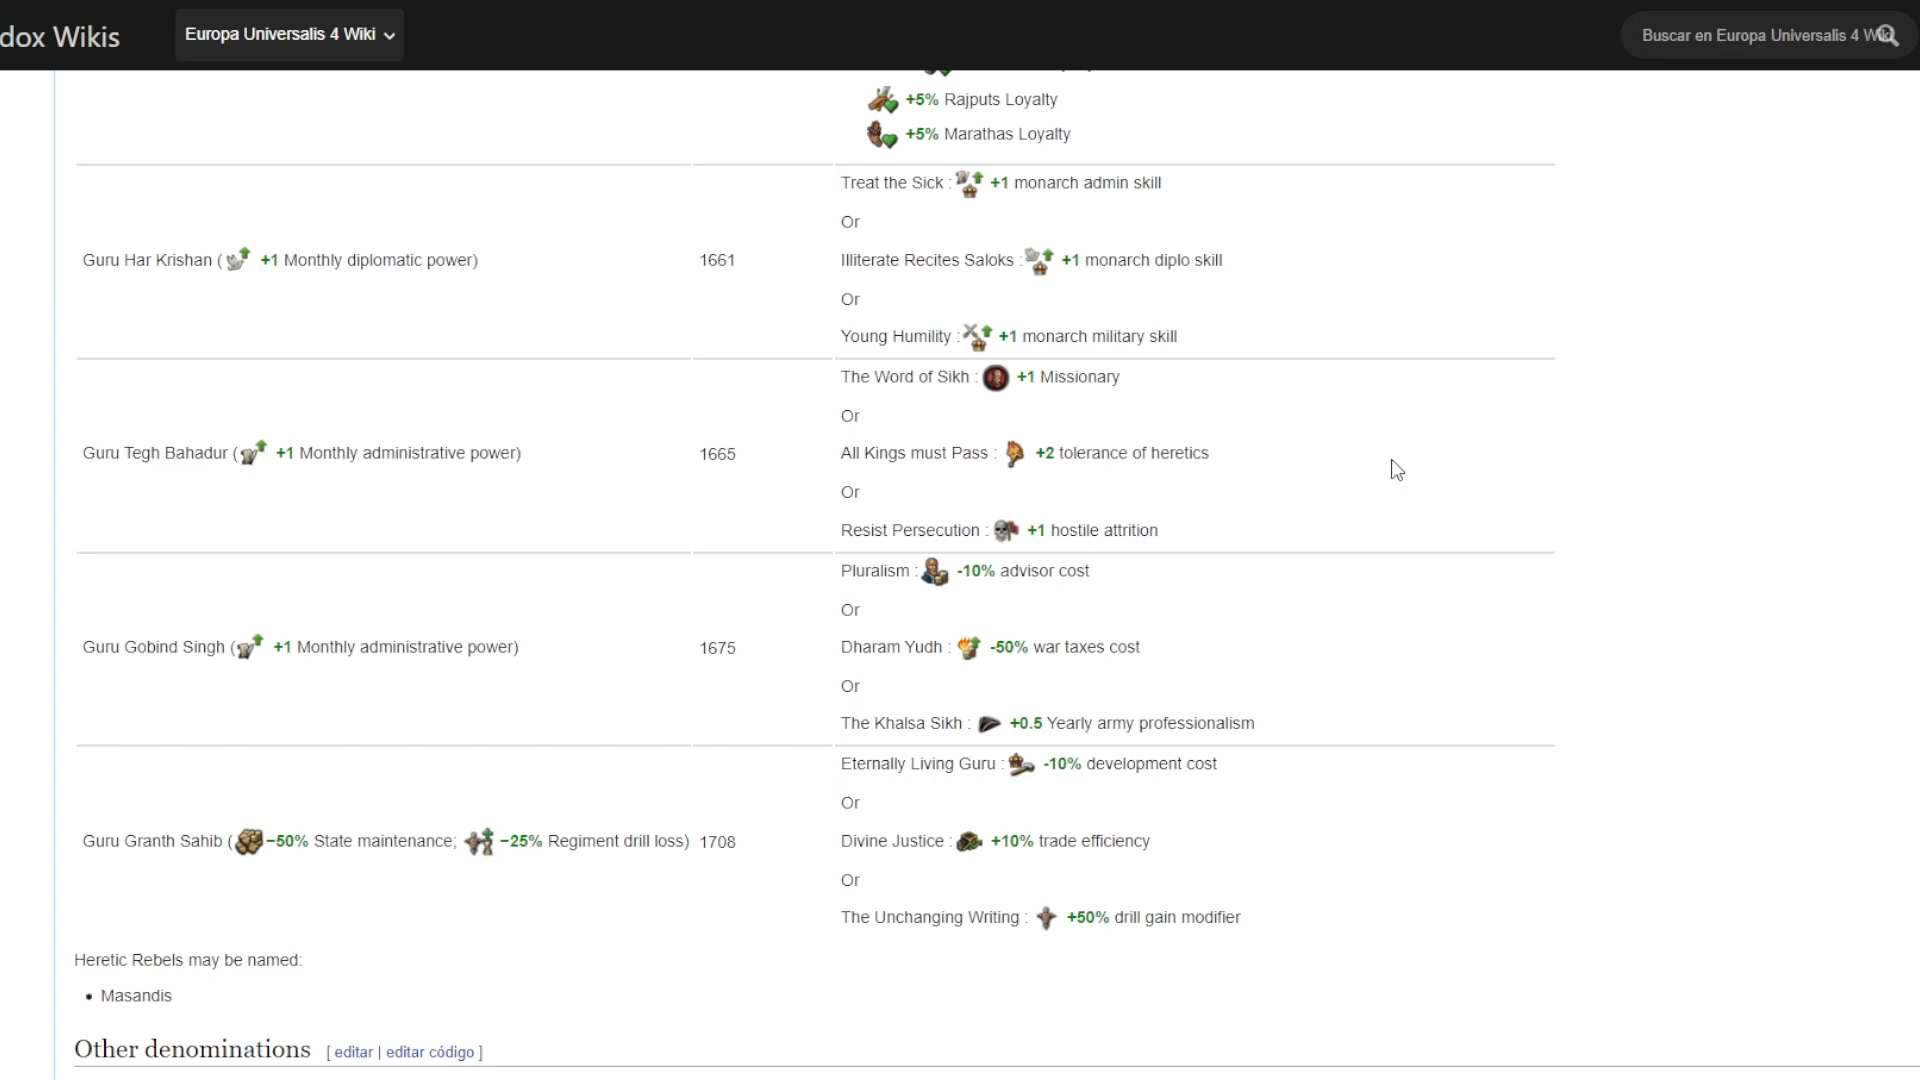 dox Wikis
Europa Universalis 4 Wiki
Buscar en Europa Universalis 4 Wiki
+5% Rajputs Loyalty
+5% Marathas Loyalty
Guru Har Krishan ( +1 Monthly diplomatic power)
1661
Treat the Sick : +1 monarch admin skill
Or
Illiterate Recites Saloks : +1 monarch diplo skill
Or
Young Humility : +1 monarch military skill
Guru Tegh Bahadur ( +1 Monthly administrative power)
1665
The Word of Sikh : +1 Missionary
Or
All Kings must Pass : +2 tolerance of heretics
Or
Resist Persecution : +1 hostile attrition
Guru Gobind Singh ( +1 Monthly administrative power)
1675
Pluralism : -10% advisor cost
Or
Dharam Yudh : -50% war taxes cost
Or
The Khalsa Sikh : +0.5 Yearly army professionalism
Guru Granth Sahib ( −50% State maintenance; −25% Regiment drill loss)
1708
Eternally Living Guru : -10% development cost
Or
Divine Justice : +10% trade efficiency
Or
The Unchanging Writing : +50% drill gain modifier
Heretic Rebels may be named:
• Masandis
Other denominations [ editar | editar código ]